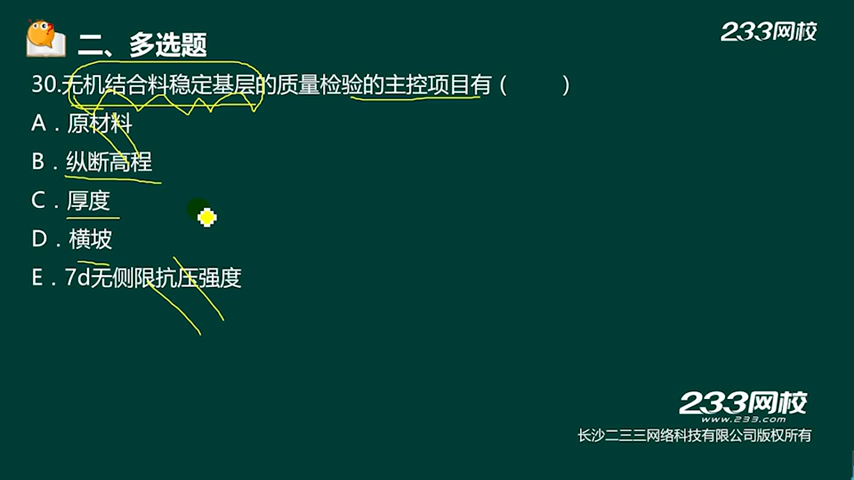 二、多选题
233网校
30.无机结合料稳定基层的质量检验的主控项目有（　　）
A．原材料
B．纵断高程
C．厚度
D．横坡
E．7d无侧限抗压强度
233网校
www.233.com
长沙二三三网络科技有限公司版权所有